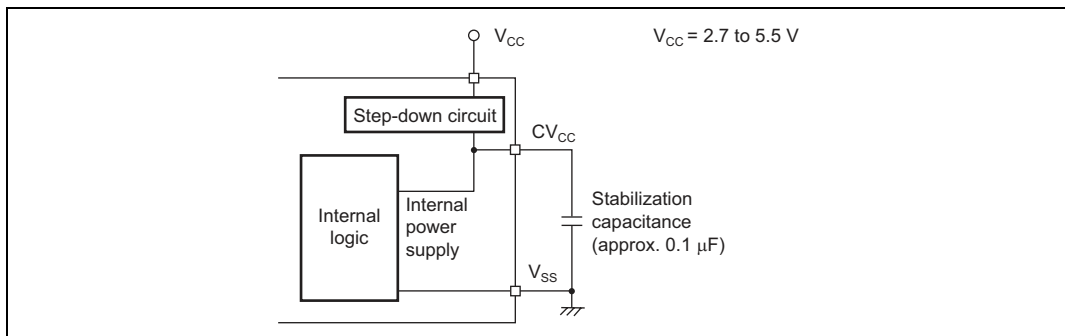 V_CC
V_CC = 2.7 to 5.5 V
Step-down circuit
CV_CC
Internal
logic
Internal
power
supply
Stabilization
capacitance
(approx. 0.1 μF)
V_SS